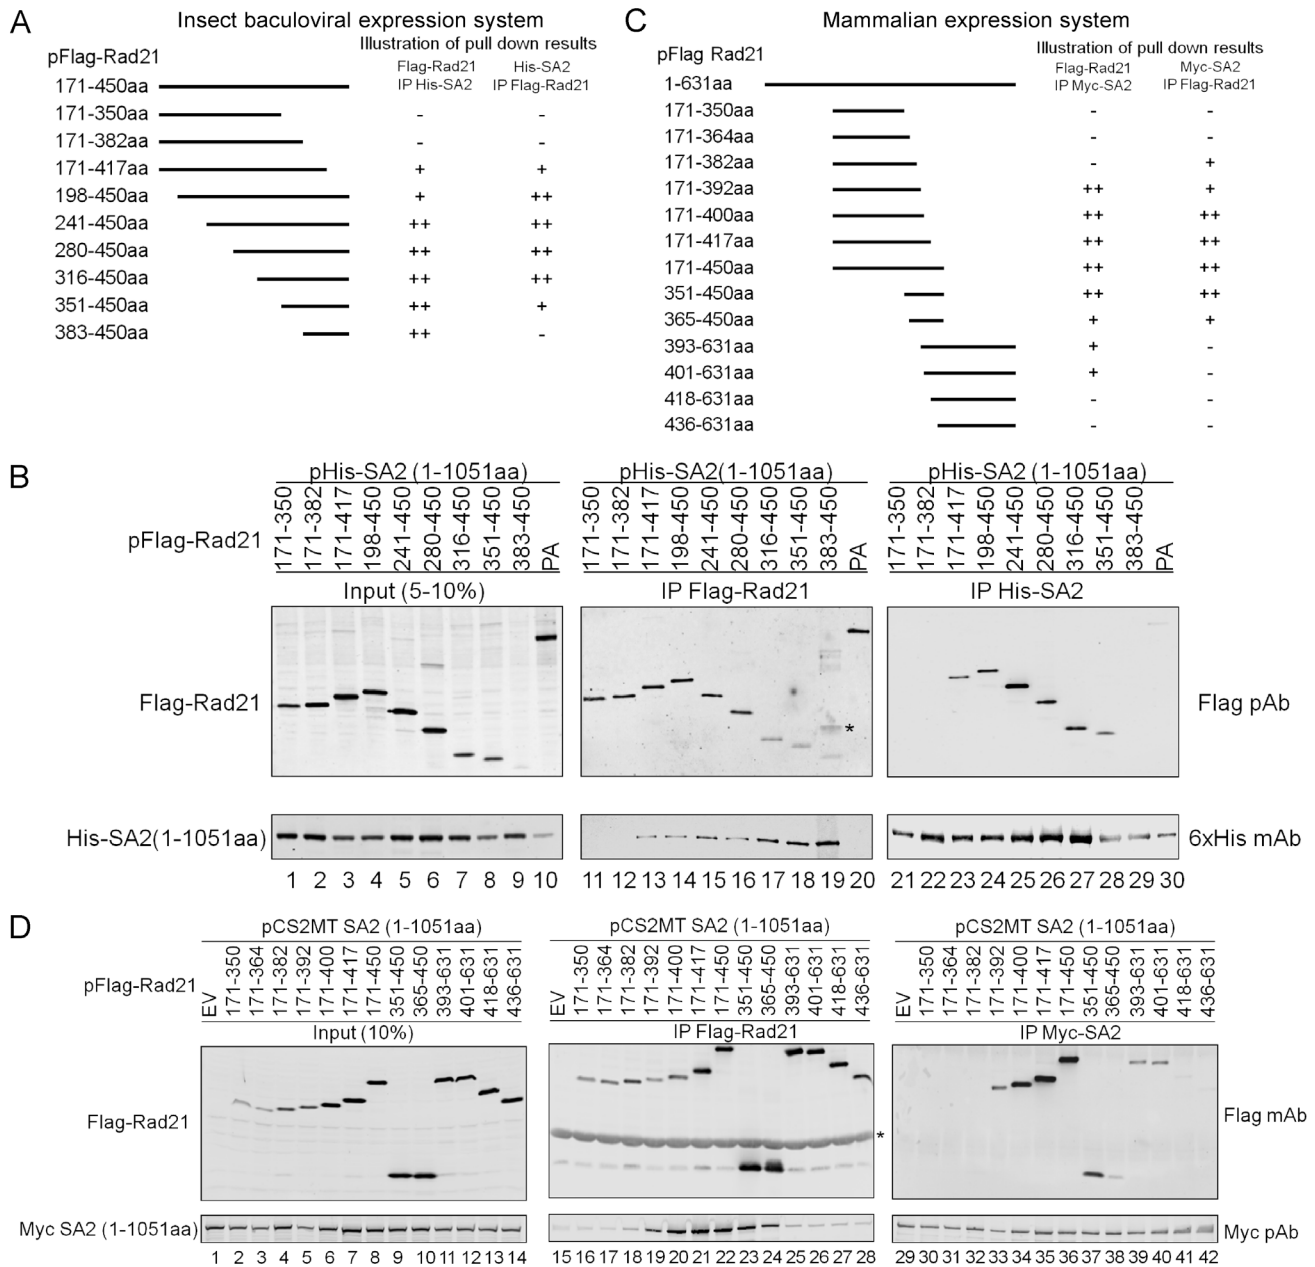 A
Insect baculoviral expression system
pFlag-Rad21
Illustration of pull down results
Flag-Rad21
IP His-SA2
His-SA2
IP Flag-Rad21
171-450aa
171-350aa - -
171-382aa - -
171-417aa + +
198-450aa + ++
241-450aa ++ ++
280-450aa ++ ++
316-450aa ++ ++
351-450aa ++ +
383-450aa ++ -
C
Mammalian expression system
pFlag Rad21
Illustration of pull down results
Flag-Rad21
IP Myc-SA2
Myc-SA2
IP Flag-Rad21
1-631aa
171-350aa - -
171-364aa - -
171-382aa - +
171-392aa ++ +
171-400aa ++ ++
171-417aa ++ ++
171-450aa ++ ++
351-450aa ++ ++
365-450aa + +
393-631aa + -
401-631aa + -
418-631aa - -
436-631aa - -
B
pHis-SA2 (1-1051aa)
pHis-SA2(1-1051aa)
pHis-SA2 (1-1051aa)
pFlag-Rad21
171-350 171-382 171-417 198-450 241-450 280-450 316-450 351-450 383-450 PA
171-350 171-382 171-417 198-450 241-450 280-450 316-450 351-450 383-450 PA
171-350 171-382 171-417 198-450 241-450 280-450 316-450 351-450 383-450 PA
Input (5-10%)
IP Flag-Rad21
IP His-SA2
Flag-Rad21
*
Flag pAb
His-SA2(1-1051aa)
6xHis mAb
1 2 3 4 5 6 7 8 9 10
11 12 13 14 15 16 17 18 19 20
21 22 23 24 25 26 27 28 29 30
D
pCS2MT SA2 (1-1051aa)
pCS2MT SA2 (1-1051aa)
pCS2MT SA2 (1-1051aa)
pFlag-Rad21
EV 171-350 171-364 171-382 171-392 171-400 171-417 171-450 351-450 365-450 393-631 401-631 418-631 436-631
EV 171-350 171-364 171-382 171-392 171-400 171-417 171-450 351-450 365-450 393-631 401-631 418-631 436-631
EV 171-350 171-364 171-382 171-392 171-400 171-417 171-450 351-450 365-450 393-631 401-631 418-631 436-631
Input (10%)
IP Flag-Rad21
IP Myc-SA2
Flag-Rad21
*
Flag mAb
Myc SA2 (1-1051aa)
Myc pAb
1 2 3 4 5 6 7 8 9 10 11 12 13 14
15 16 17 18 19 20 21 22 23 24 25 26 27 28
29 30 31 32 33 34 35 36 37 38 39 40 41 42